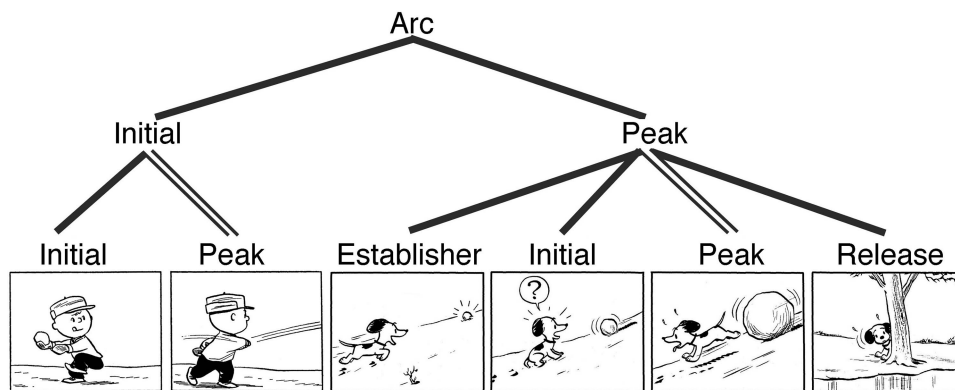 Arc
Initial Peak
Initial Peak Establisher Initial Peak Release
?